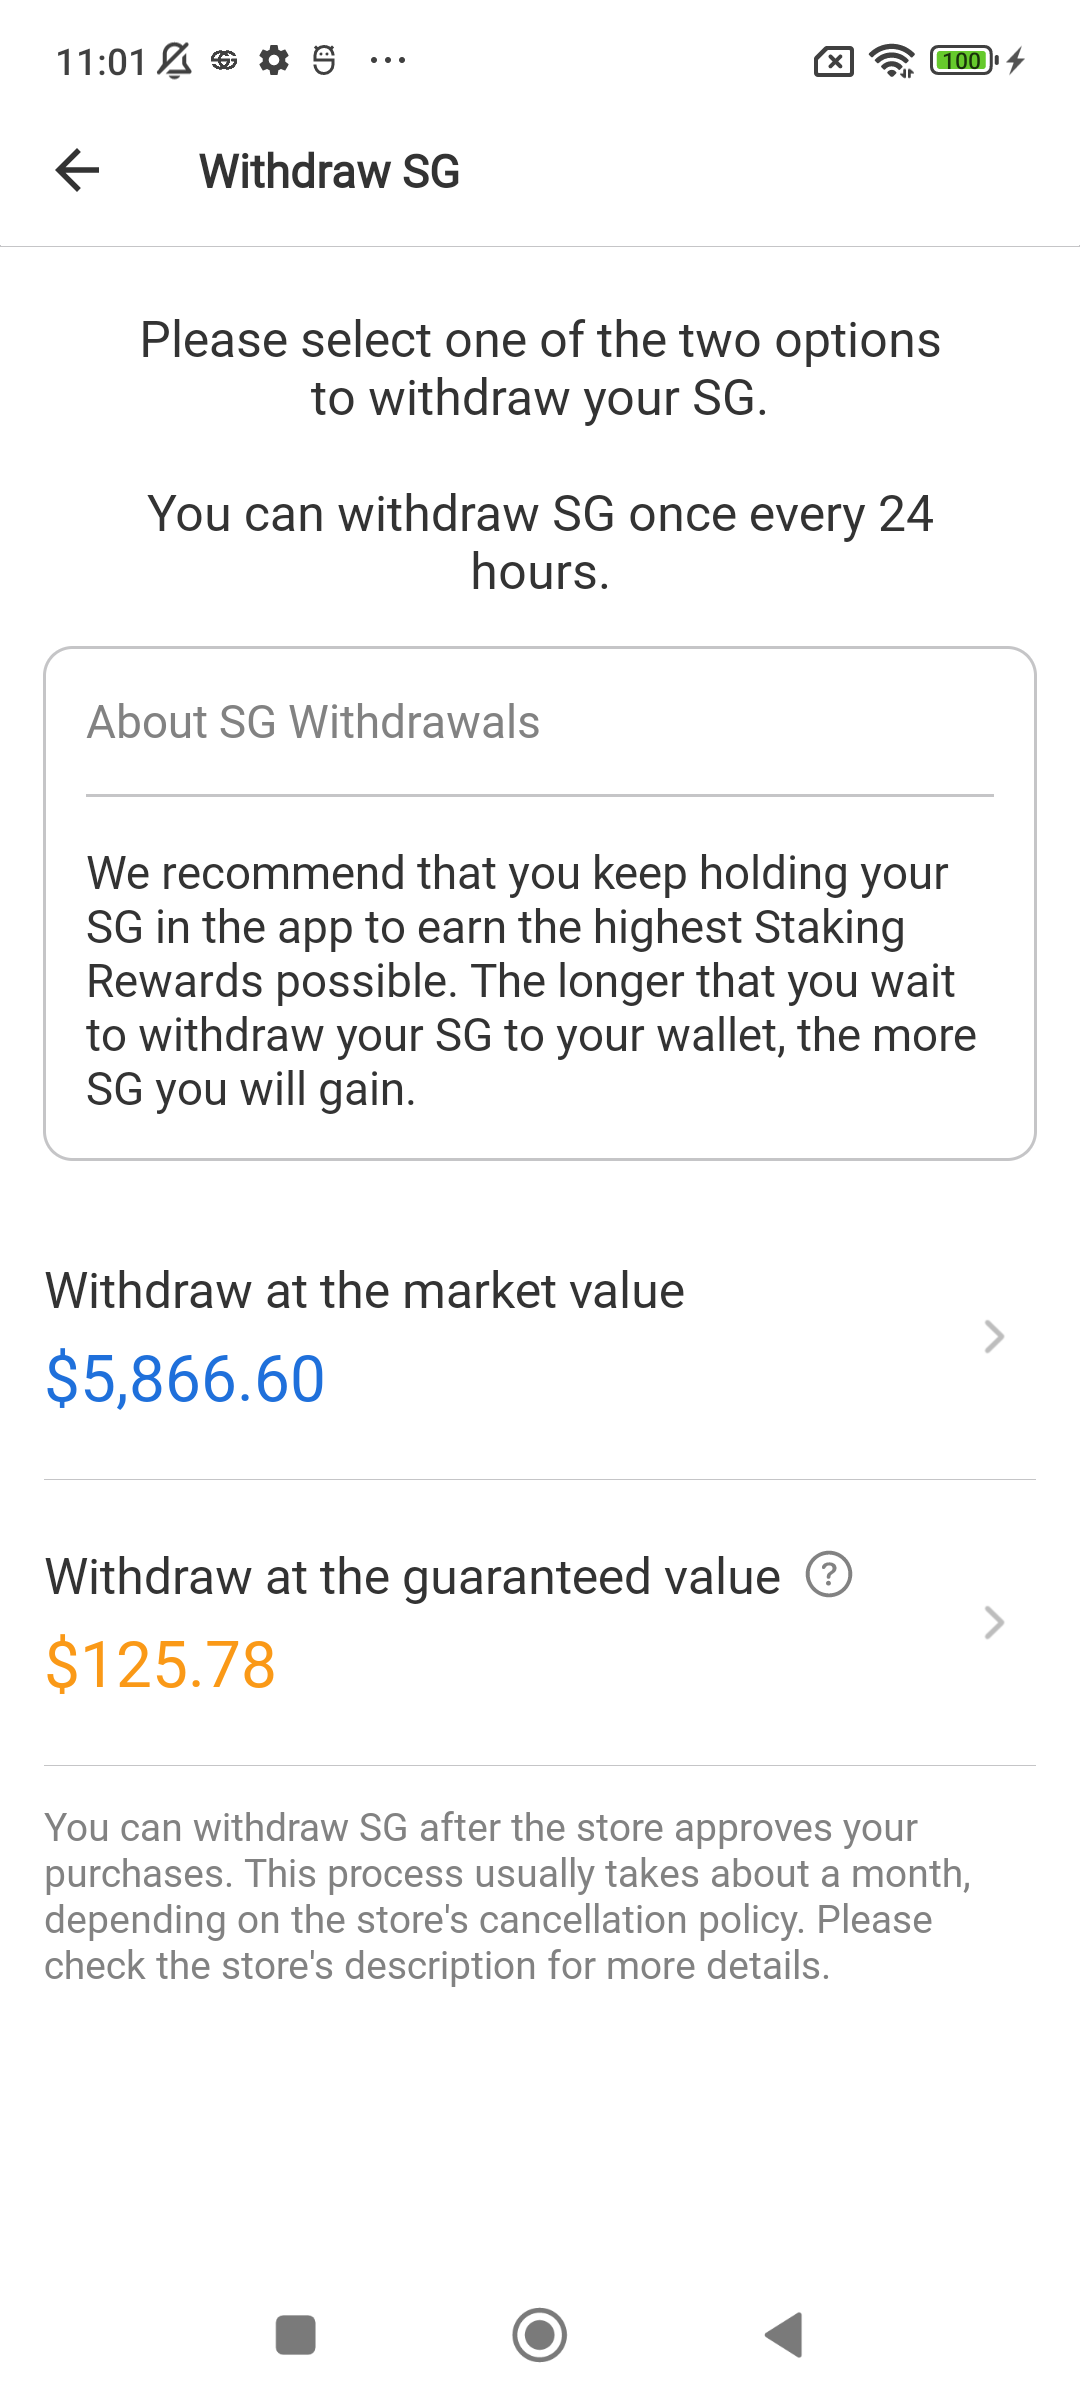 11:01
100
Withdraw SG
Please select one of the two options
to withdraw your SG.
You can withdraw SG once every 24
hours.
About SG Withdrawals
We recommend that you keep holding your
SG in the app to earn the highest Staking
Rewards possible. The longer that you wait
to withdraw your SG to your wallet, the more
SG you will gain.
Withdraw at the market value
$5,866.60
Withdraw at the guaranteed value ?
$125.78
You can withdraw SG after the store approves your
purchases. This process usually takes about a month,
depending on the store's cancellation policy. Please
check the store's description for more details.